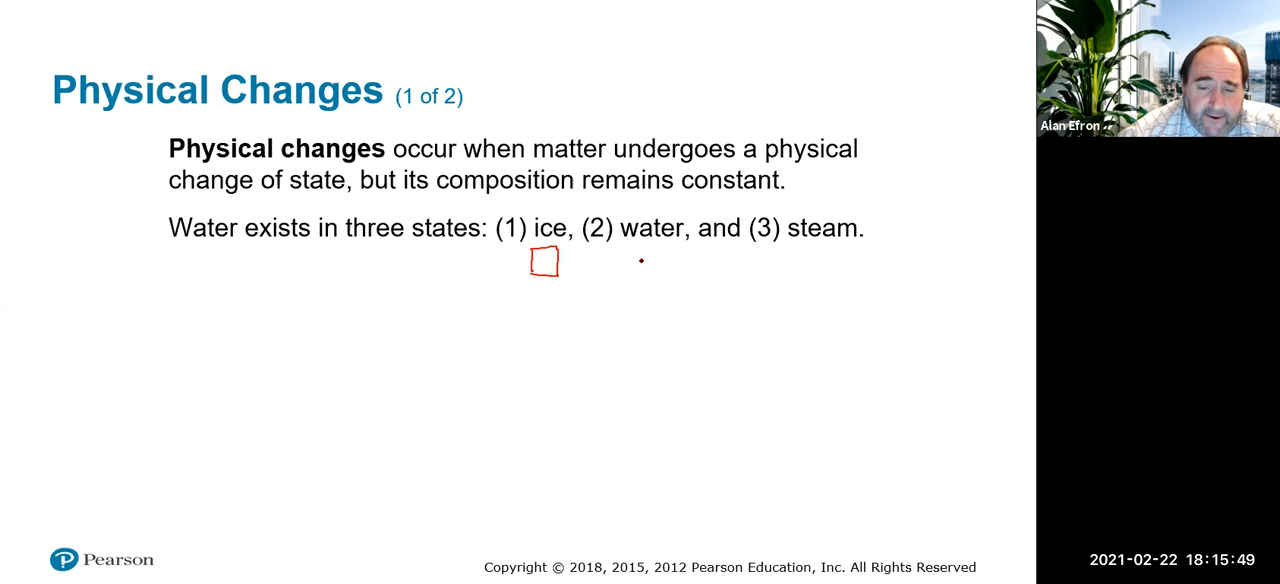 Physical Changes (1 of 2)
Physical changes occur when matter undergoes a physical
change of state, but its composition remains constant.
Water exists in three states: (1) ice, (2) water, and (3) steam.
Alan Efron
Pearson
Copyright © 2018, 2015, 2012 Pearson Education, Inc. All Rights Reserved
2021-02-22 18:15:49